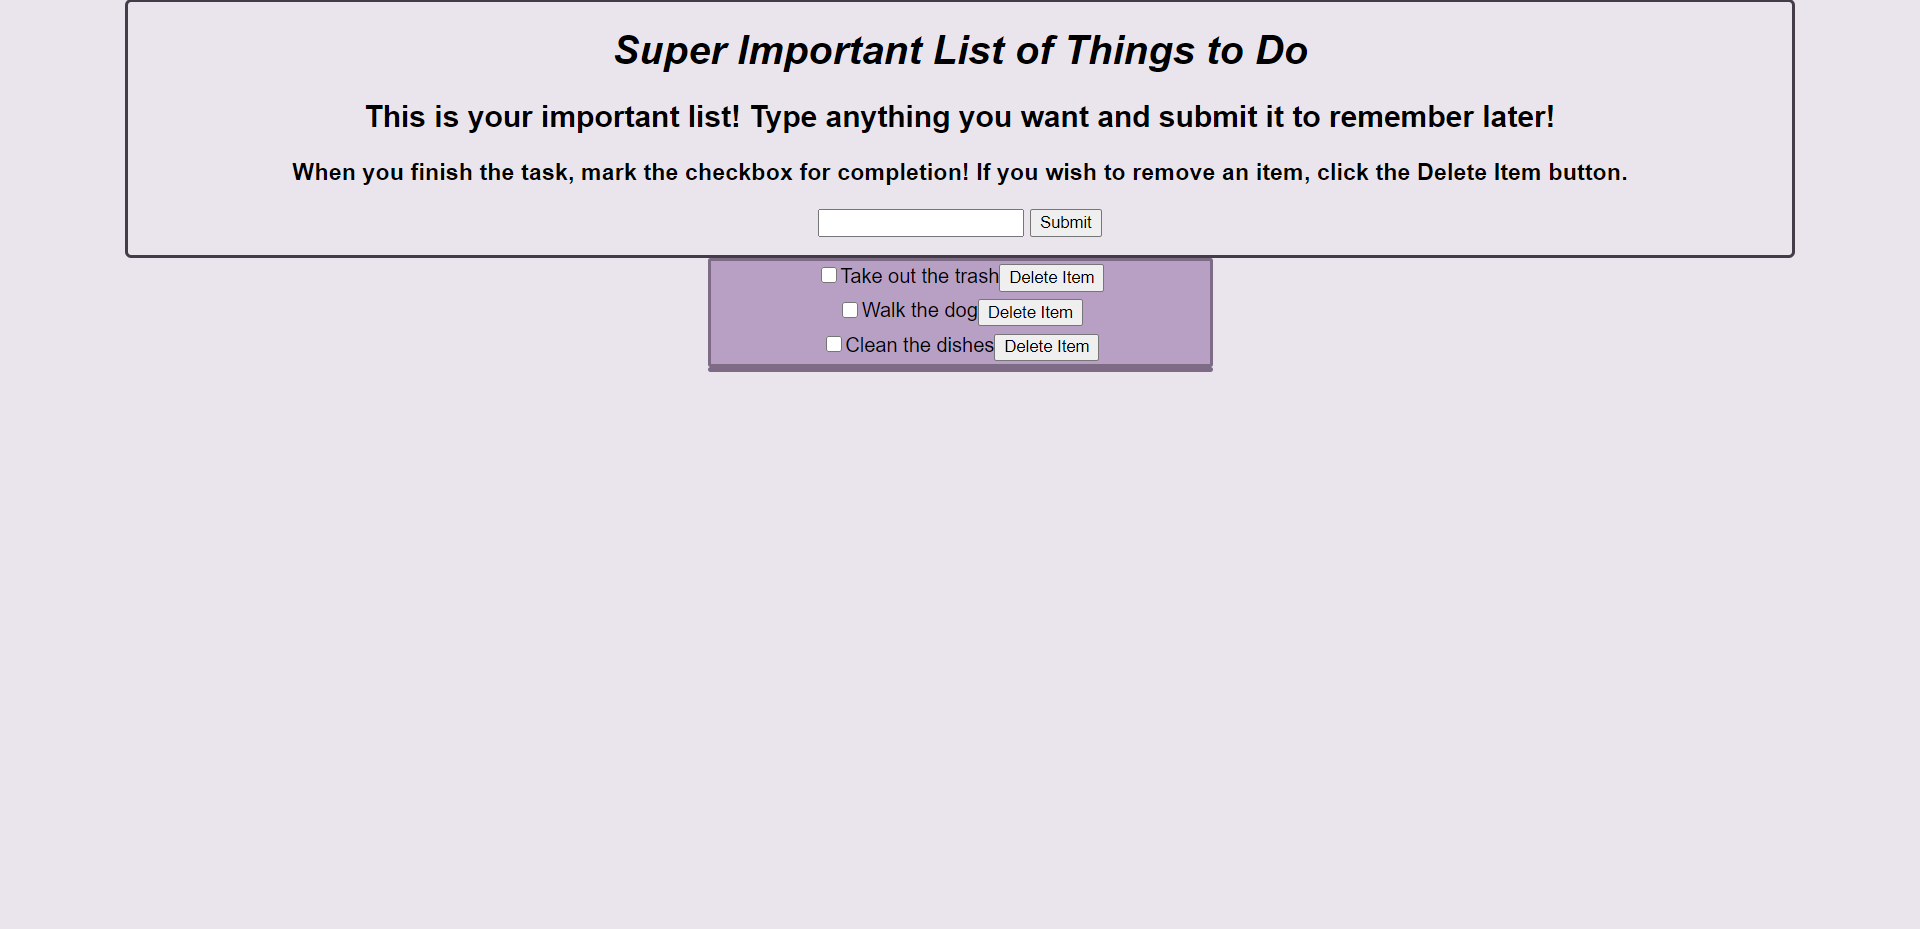 Super Important List of Things to Do
This is your important list! Type anything you want and submit it to remember later!
When you finish the task, mark the checkbox for completion! If you wish to remove an item, click the Delete Item button.
Submit
Take out the trash Delete Item
Walk the dog Delete Item
Clean the dishes Delete Item